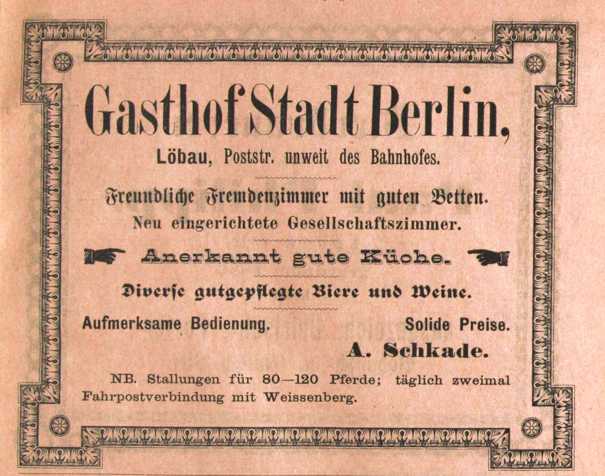 Gasthof Stadt Berlin,
Löbau, Poststr. unweit des Bahnhofes.
Freundliche Fremdenzimmer mit guten Betten.
Neu eingerichtete Gesellschaftszimmer.
Anerkannt gute Küche.
Diverse gutgepflegte Biere und Weine.
Aufmerksame Bedienung. Solide Preise.
A. Schkade.
NB. Stallungen für 80—120 Pferde; täglich zweimal
Fahrpostverbindung mit Weissenberg.